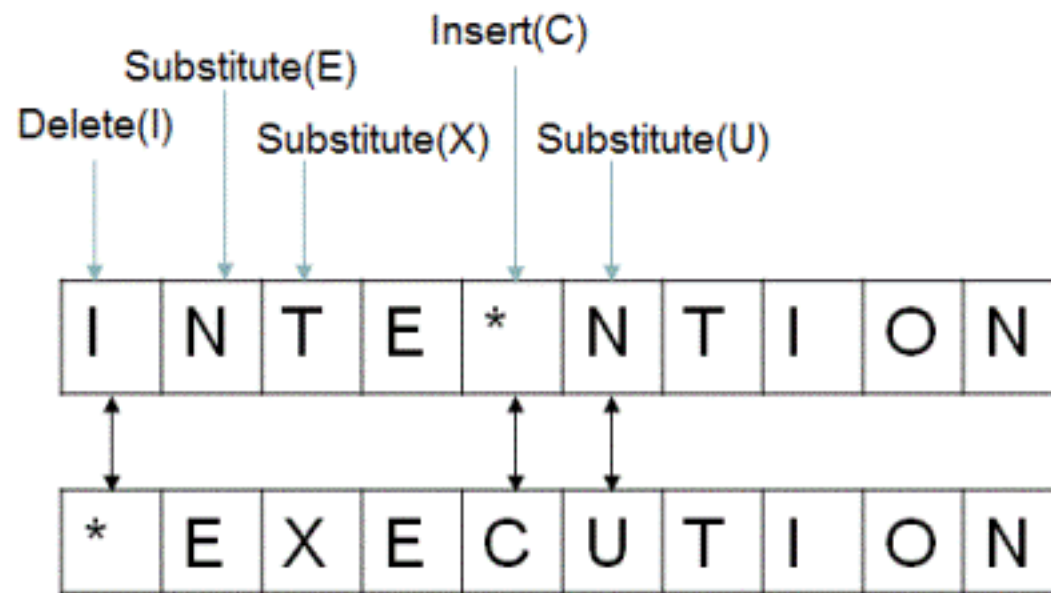 Insert(C)
Substitute(E)
Delete(I)
Substitute(X)
Substitute(U)
I N T E * N T I O N
* E X E C U T I O N